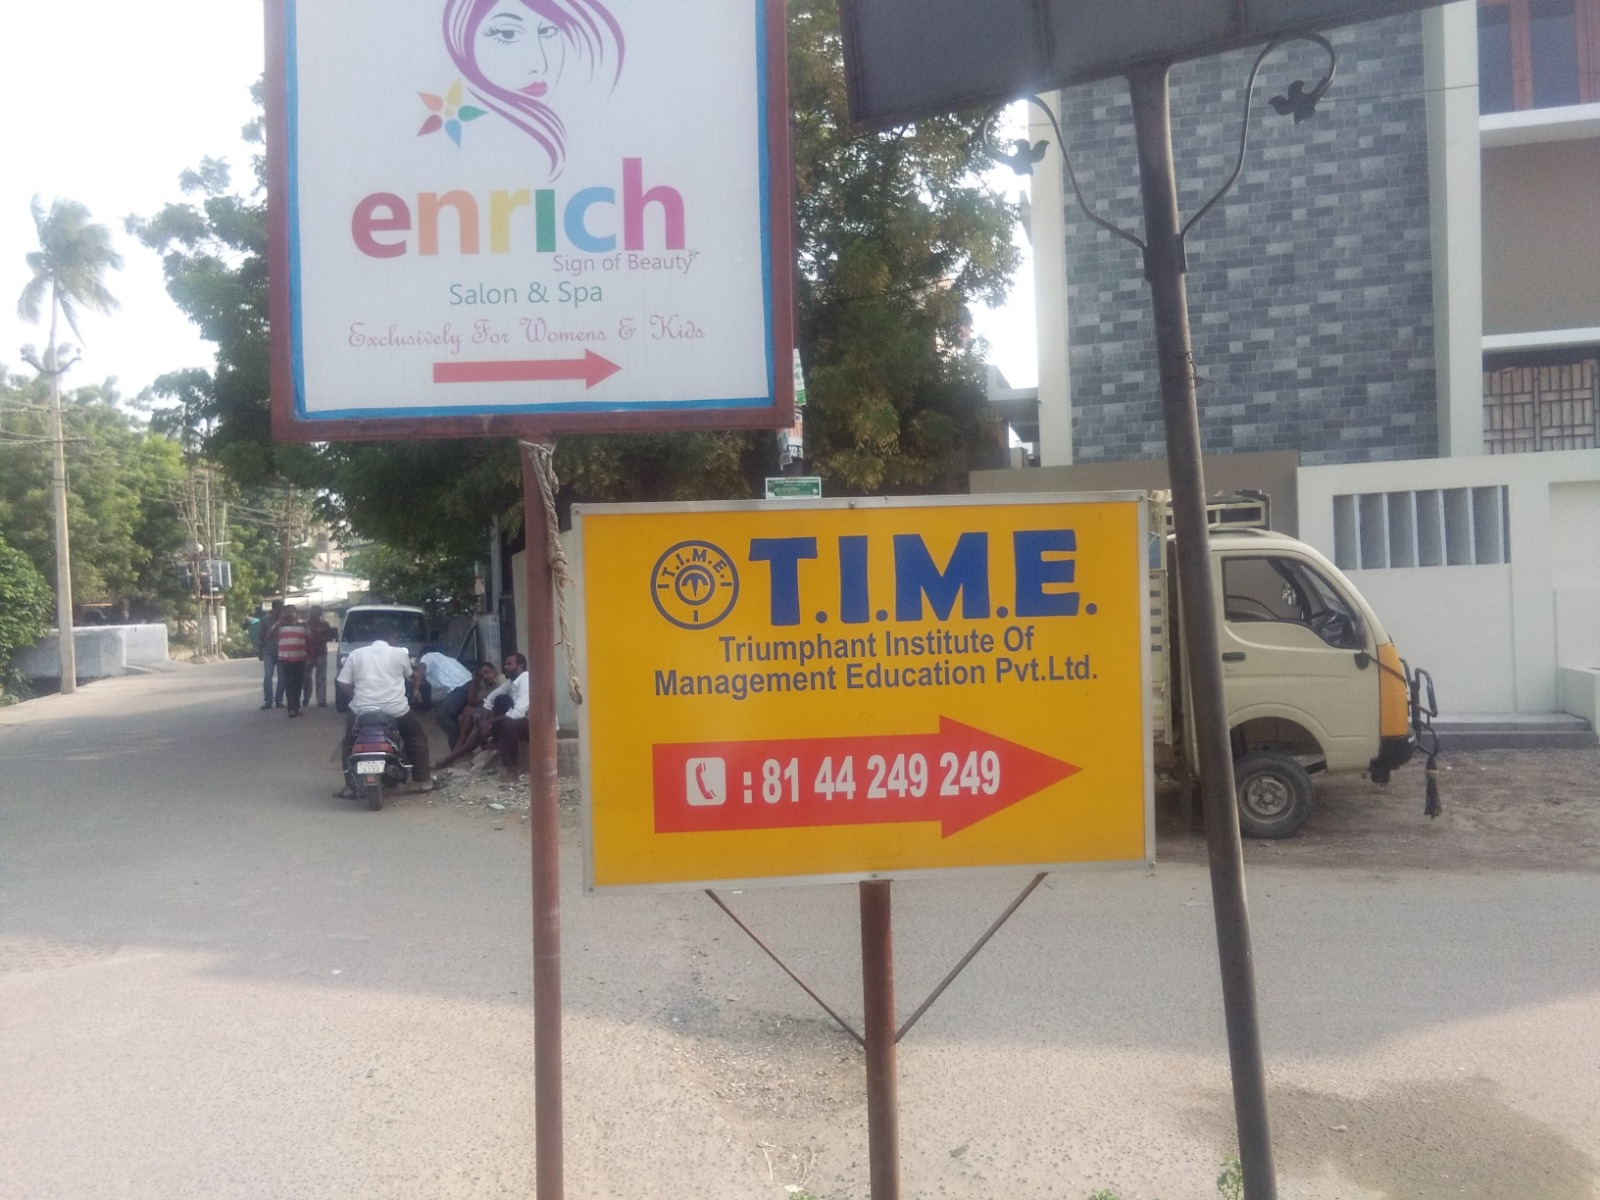 enrich
Sign of Beauty
Salon & Spa
Exclusively For Womens & Kids
T.I.M.E.
T.I.M.E.
Triumphant Institute Of
Management Education Pvt.Ltd.
: 81 44 249 249